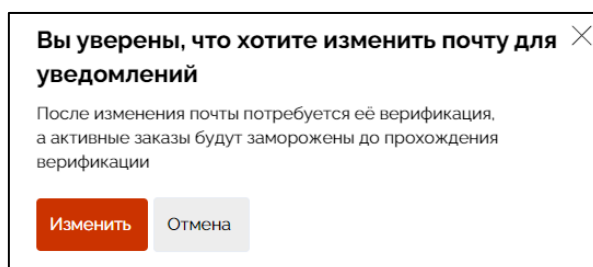 Вы уверены, что хотите изменить почту для
уведомлений
После изменения почты потребуется её верификация,
а активные заказы будут заморожены до прохождения
верификации
Изменить Отмена